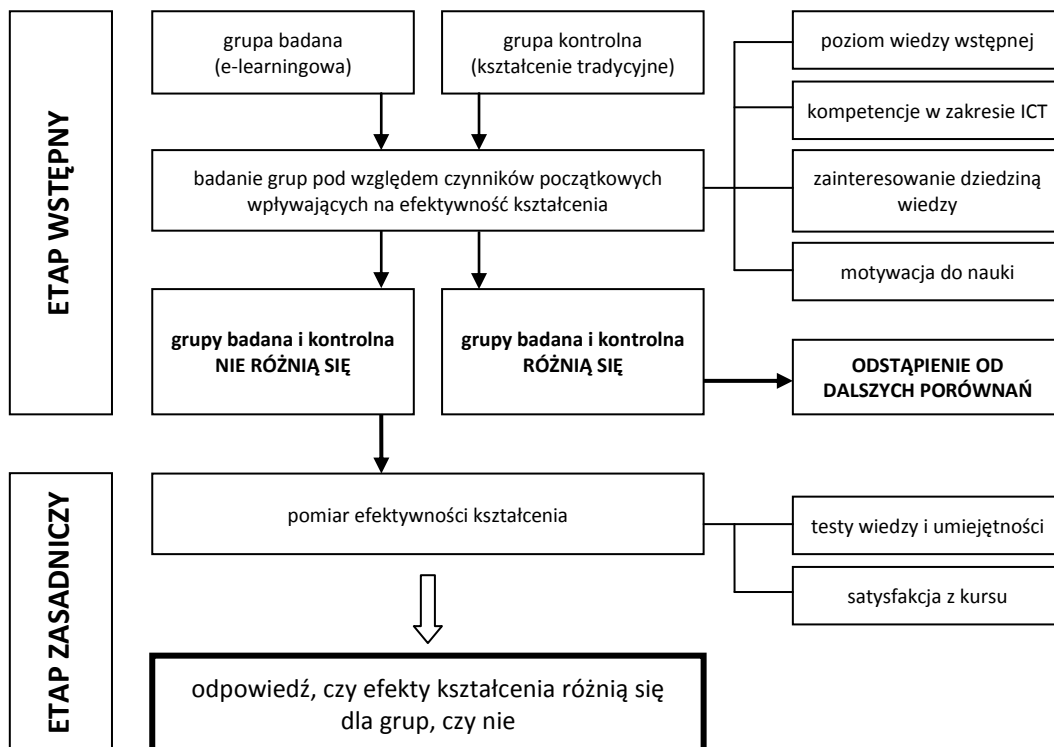 ETAP WSTĘPNY
grupa badana
(e-learningowa)
grupa kontrolna
(kształcenie tradycyjne)
poziom wiedzy wstępnej
kompetencje w zakresie ICT
badanie grup pod względem czynników początkowych
wpływających na efektywność kształcenia
zainteresowanie dziedziną
wiedzy
motywacja do nauki
grupy badana i kontrolna
NIE RÓŻNIĄ SIĘ
grupy badana i kontrolna
RÓŻNIĄ SIĘ
ODSTĄPIENIE OD
DALSZYCH PORÓWNAŃ
ETAP ZASADNICZY
pomiar efektywności kształcenia
testy wiedzy i umiejętności
satysfakcja z kursu
odpowiedź, czy efekty kształcenia różnią się
dla grup, czy nie